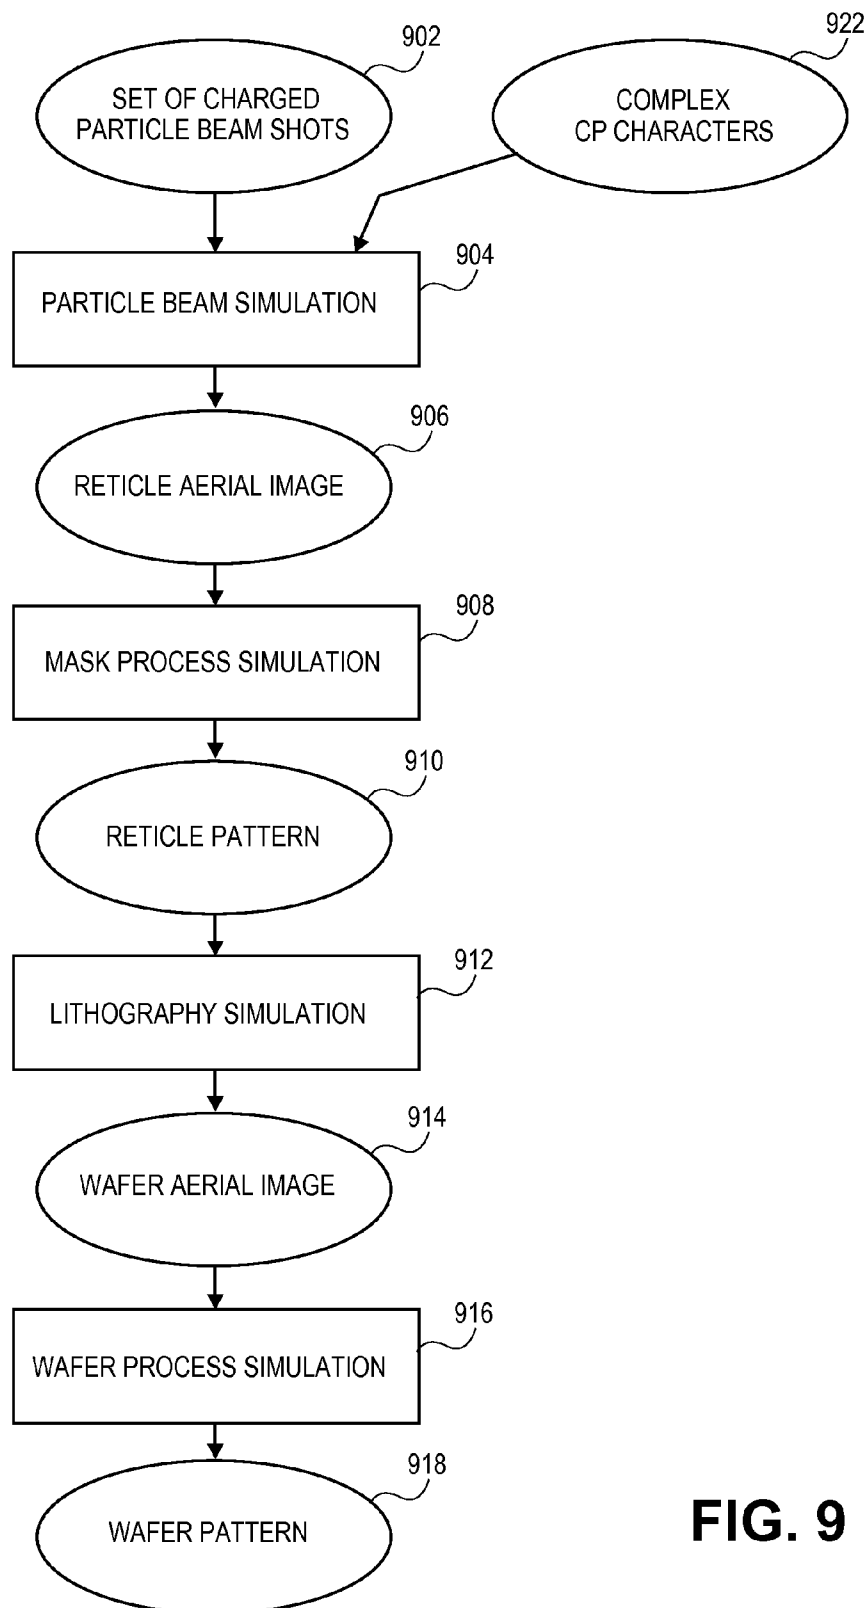 902
922
SET OF CHARGED
PARTICLE BEAM SHOTS
COMPLEX
CP CHARACTERS
904
PARTICLE BEAM SIMULATION
906
RETICLE AERIAL IMAGE
908
MASK PROCESS SIMULATION
910
RETICLE PATTERN
912
LITHOGRAPHY SIMULATION
914
WAFER AERIAL IMAGE
916
WAFER PROCESS SIMULATION
918
WAFER PATTERN
FIG. 9